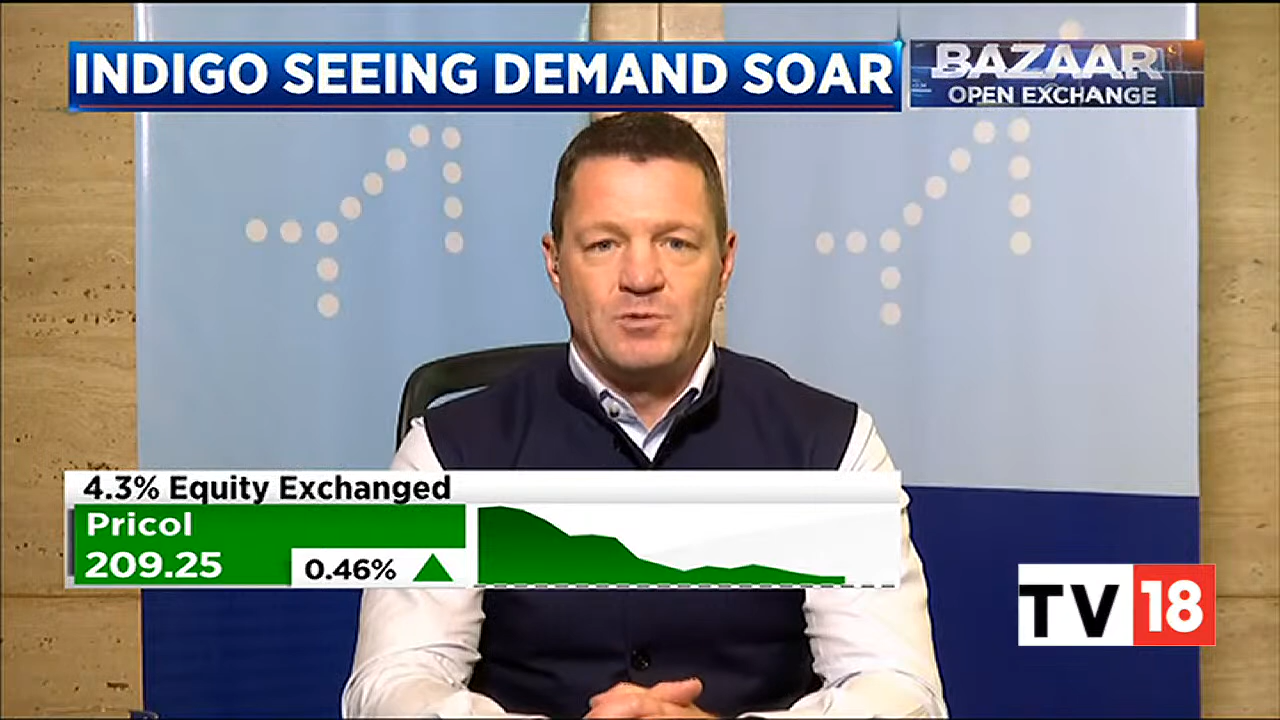 INDIGO SEEING DEMAND SOAR
BAZAAR
OPEN EXCHANGE
4.3% Equity Exchanged
Pricol
209.25
0.46%
TV18